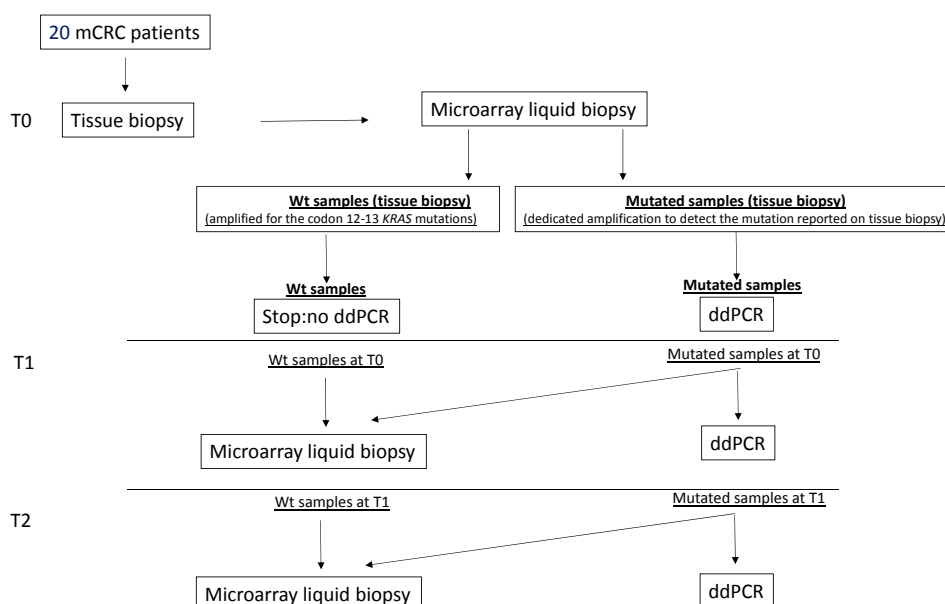 20 mCRC patients
T0
Tissue biopsy
Microarray liquid biopsy
Wt samples (tissue biopsy)
(amplified for the codon 12-13 KRAS mutations)
Mutated samples (tissue biopsy)
(dedicated amplification to detect the mutation reported on tissue biopsy)
Wt samples
Stop:no ddPCR
Mutated samples
ddPCR
T1
Wt samples at T0
Mutated samples at T0
Microarray liquid biopsy
ddPCR
T2
Wt samples at T1
Mutated samples at T1
Microarray liquid biopsy
ddPCR